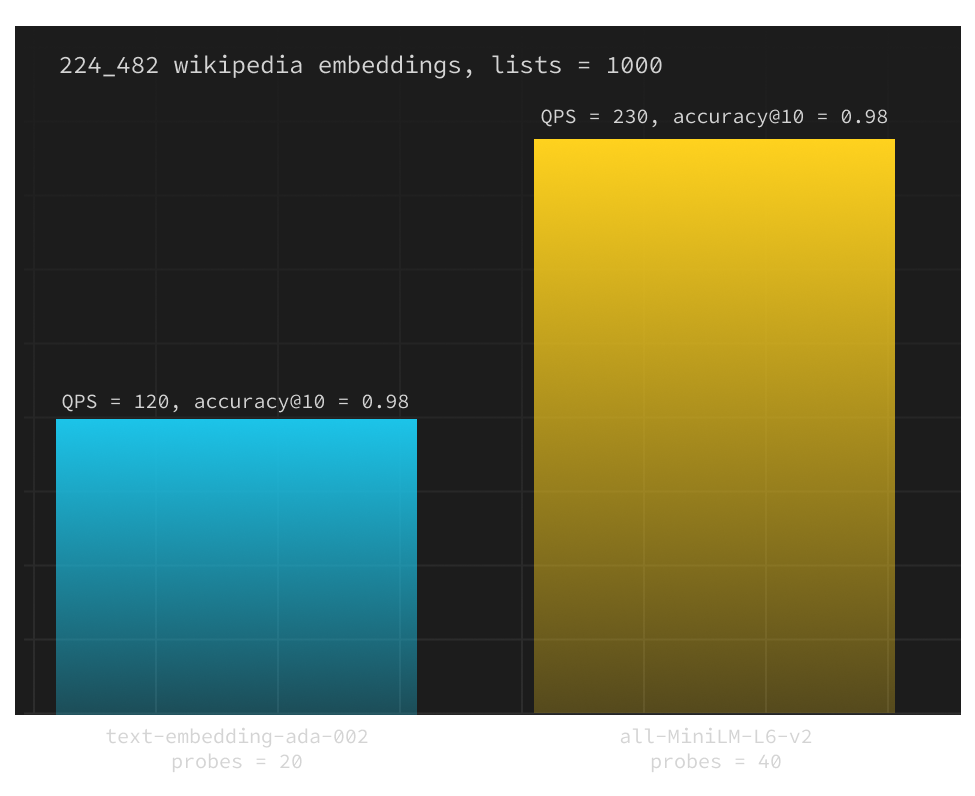 224_482 wikipedia embeddings, lists = 1000
QPS = 230, accuracy@10 = 0.98
QPS = 120, accuracy@10 = 0.98
text-embedding-ada-002
probes = 20
all-MiniLM-L6-v2
probes = 40